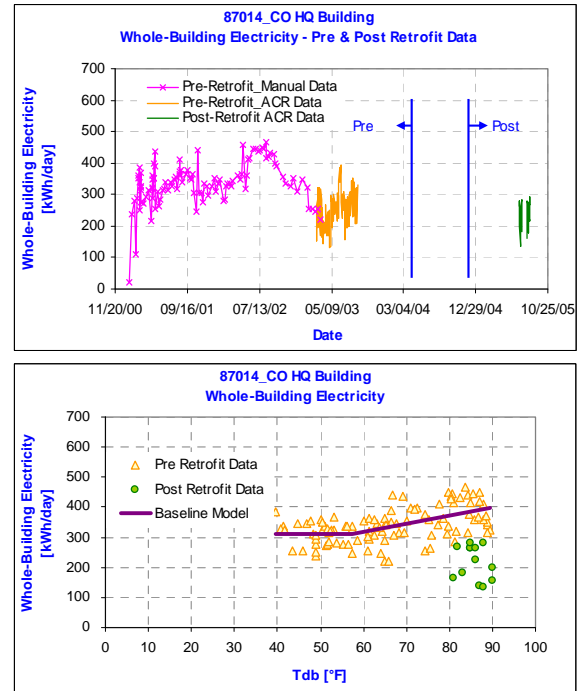 87014_CO HQ Building
Whole-Building Electricity - Pre & Post Retrofit Data
Whole-Building Electricity
[kWh/day]
700
600
500
400
300
200
100
0
Pre-Retrofit_Manual Data
Pre-Retrofit_ACR Data
Post-Retrofit ACR Data
Pre
Post
11/20/00 09/16/01 07/13/02 05/09/03 03/04/04 12/29/04 10/25/05
Date
87014_CO HQ Building
Whole-Building Electricity
Whole-Building Electricity
[kWh/day]
700
600
500
400
300
200
100
0
Pre Retrofit Data
Post Retrofit Data
Baseline Model
0 10 20 30 40 50 60 70 80 90 100
Tdb [°F]